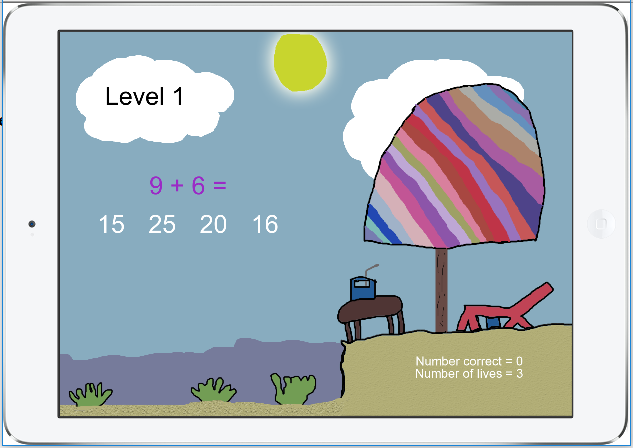 Level 1
9 + 6 =
15 25 20 16
Number correct = 0
Number of lives = 3